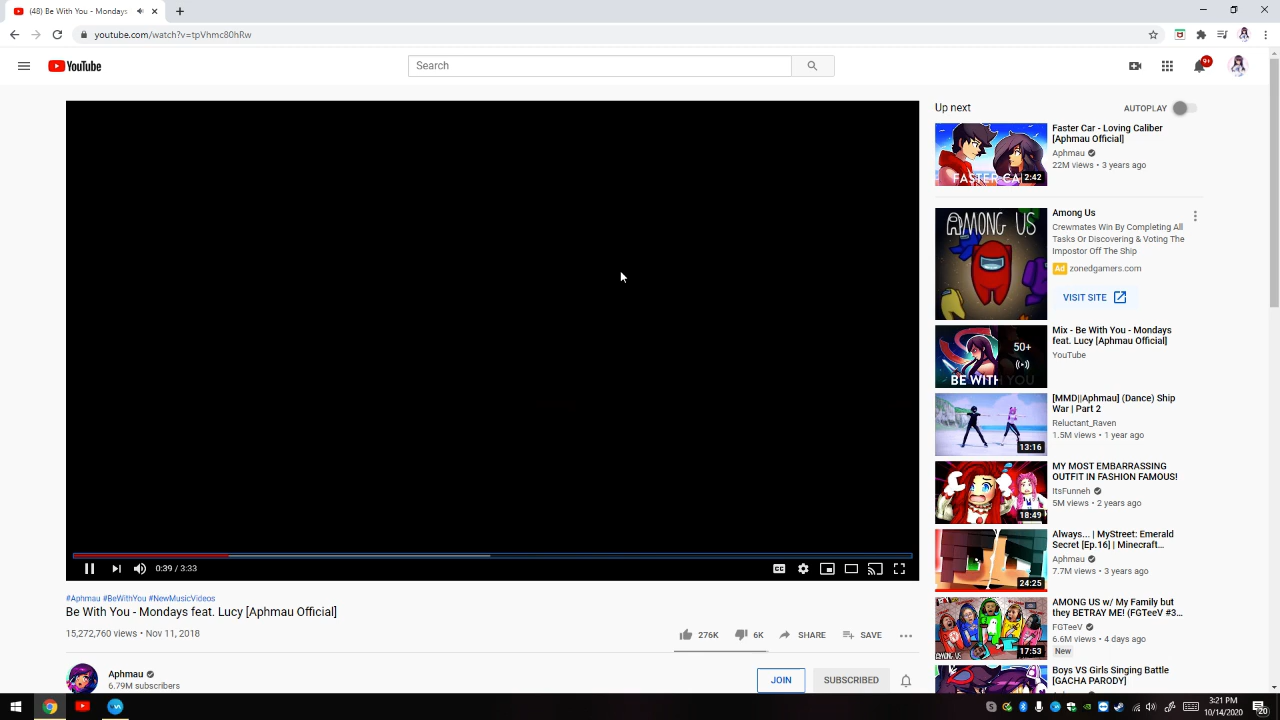 (48) Be With You - Mondays
youtube.com/watch?v=tpVhmc80hRw
YouTube
Search
9+
Up next
AUTOPLAY
FASTER CA
2:42
Faster Car - Loving Caliber
[Aphmau Official]
Aphmau
22M views • 3 years ago
AMONG US
Among Us
Crewmates Win By Completing All
Tasks Or Discovering & Voting The
Impostor Off The Ship
Ad zonedgamers.com
VISIT SITE
50+
BE WITH YOU
Mix - Be With You - Mondays
feat. Lucy [Aphmau Official]
YouTube
13:16
[MMD||Aphmau] (Dance) Ship
War | Part 2
Reluctant_Raven
1.5M views • 1 year ago
18:49
MY MOST EMBARRASSING
OUTFIT IN FASHION FAMOUS!
ItsFunneh
5M views • 2 years ago
24:25
Always... | MyStreet: Emerald
Secret [Ep.16] | Minecraft...
Aphmau
7.7M views • 3 years ago
AMONG US
17:53
AMONG US w/ My Family but
they BETRAY ME! (FGTeeV #3...
FGTeeV
6.6M views • 4 days ago
New
Boys VS Girls Singing Battle
[GACHA PARODY]
0:39 / 3:33
CC
#Aphmau #BeWithYou #NewMusicVideos
Be With You - Mondays feat. Lucy [Aphmau Official]
15,272,760 views • Nov 11, 2018
276K
6K
SHARE
SAVE
Aphmau
6.79M subscribers
JOIN
SUBSCRIBED
3:21 PM
10/14/2020
20